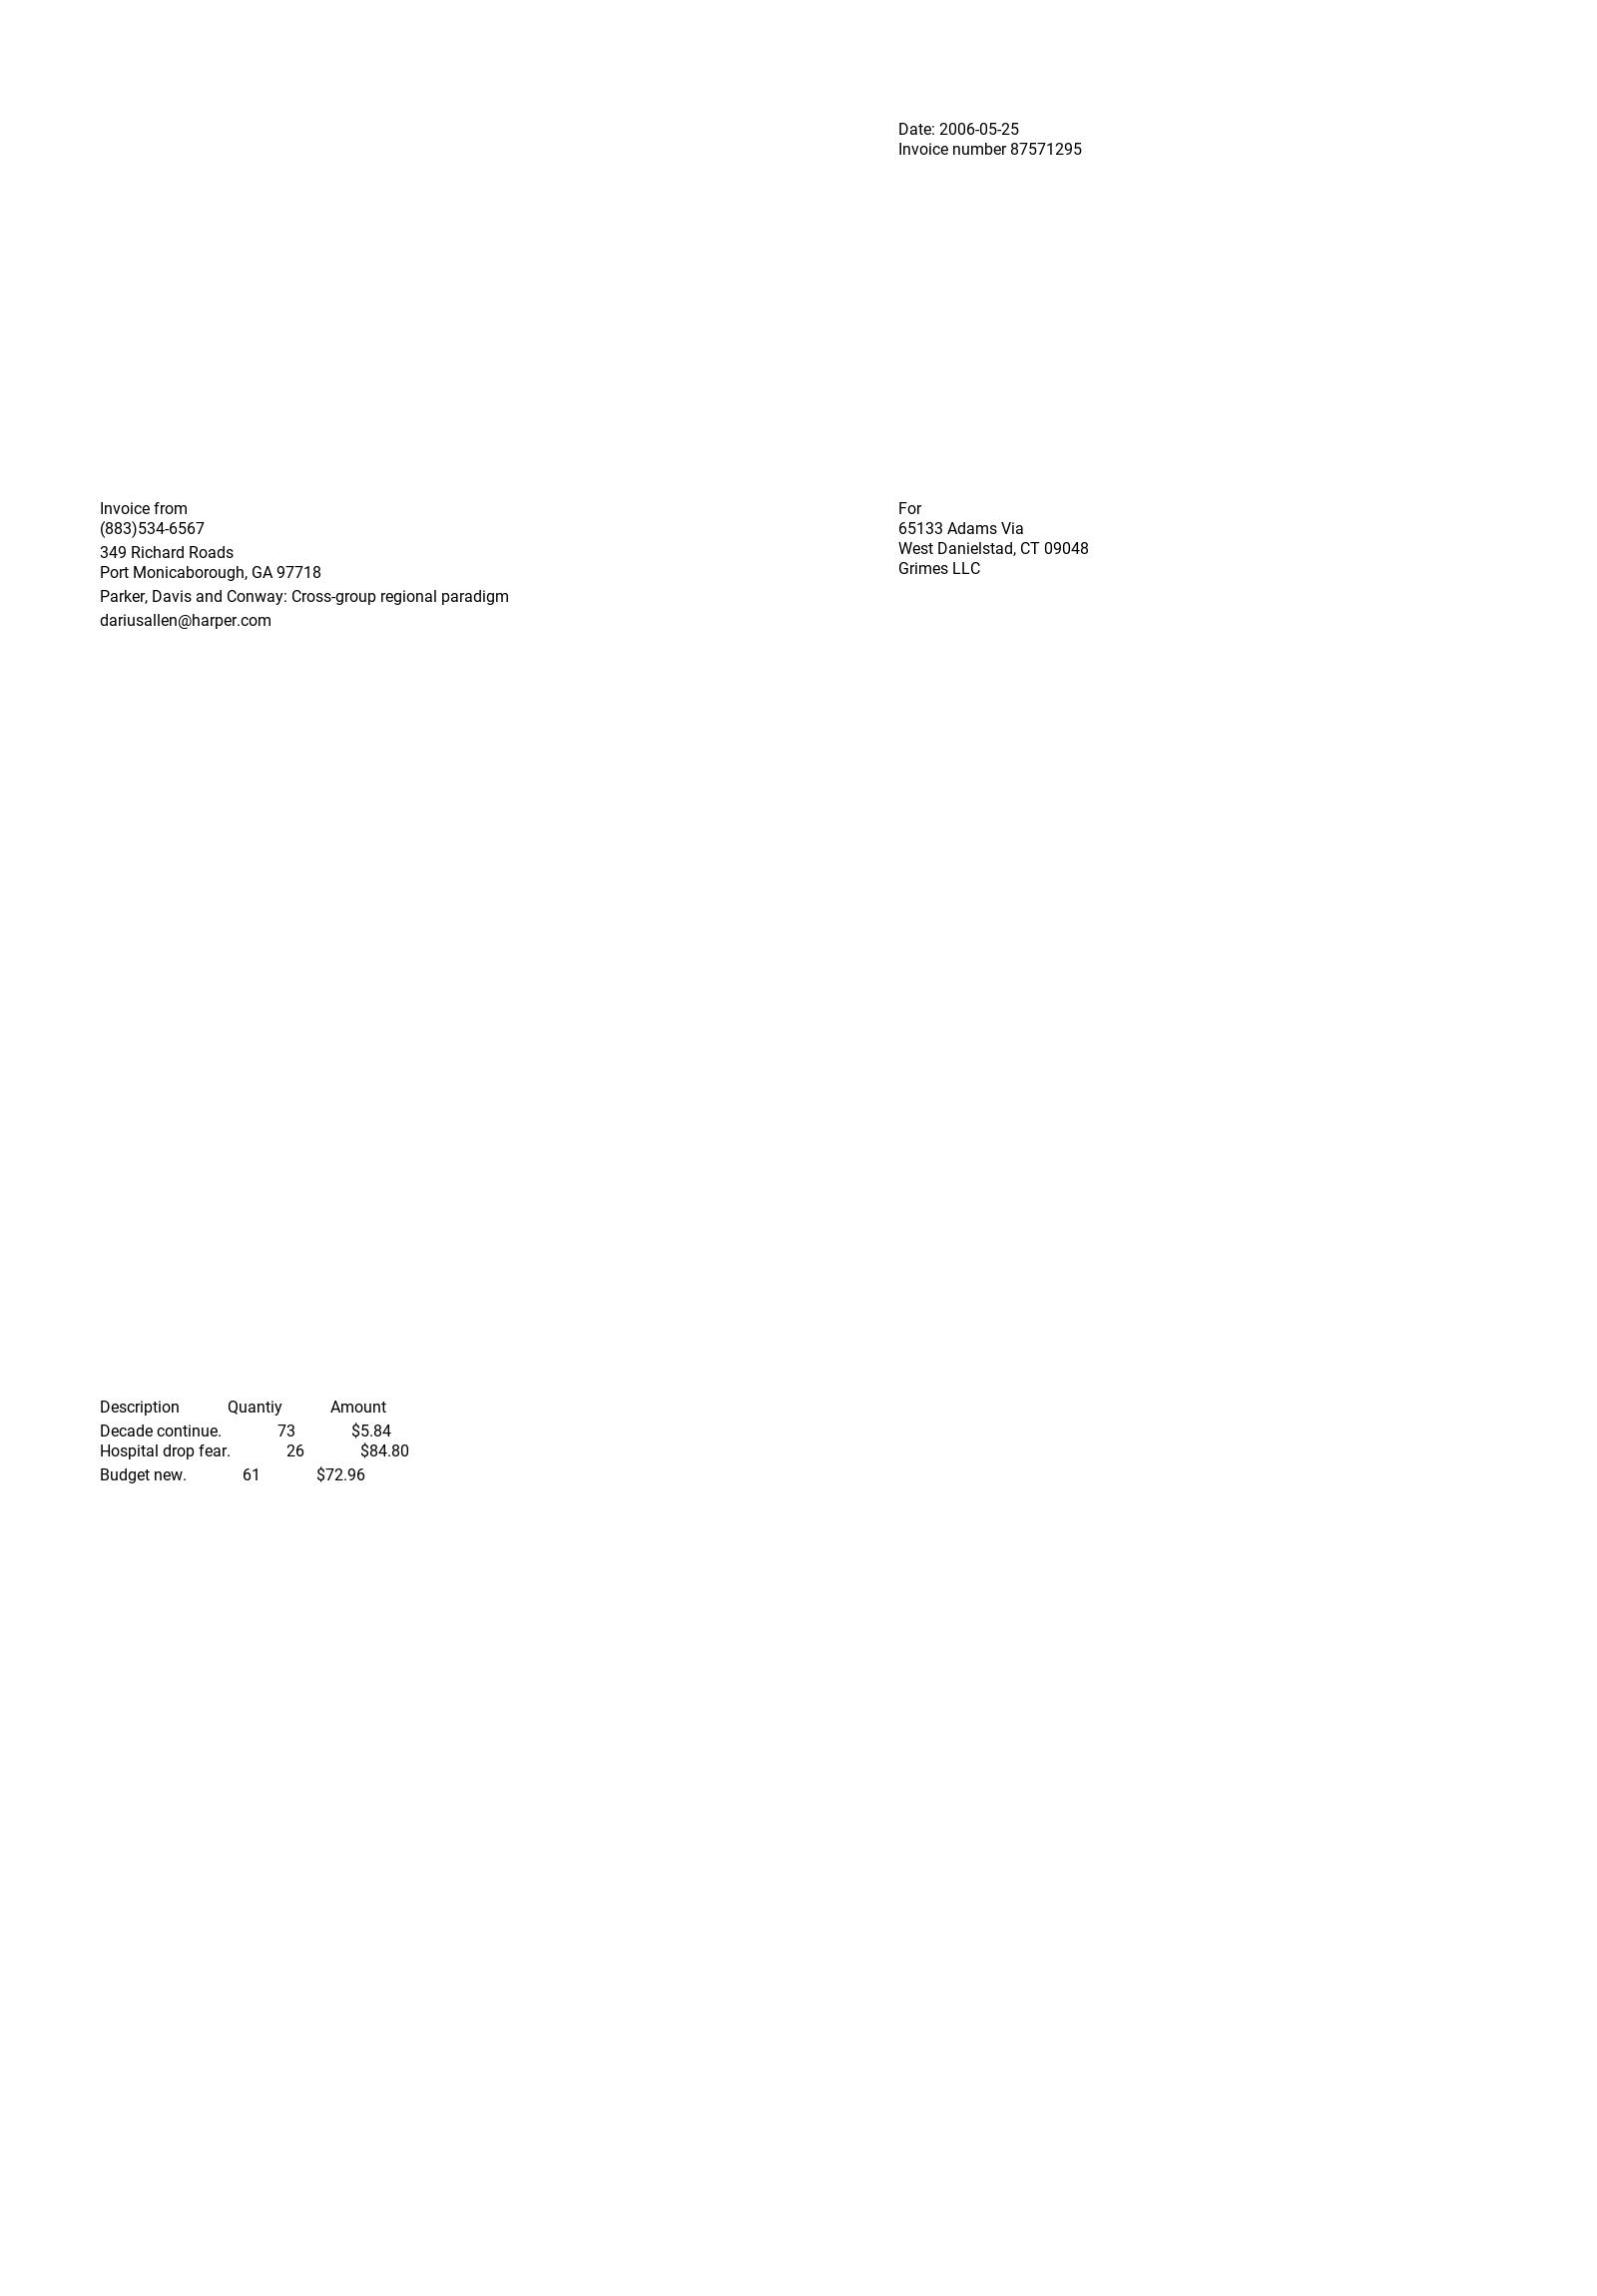 Date: 2006-05-25
Invoice number 87571295
Invoice from
(883)534-6567
349 Richard Roads
Port Monicaborough, GA 97718
Parker, Davis and Conway: Cross-group regional paradigm
dariusallen@harper.com
For
65133 Adams Via
West Danielstad, CT 09048
Grimes LLC
Description Quantiy Amount
Decade continue. 73 $5.84
Hospital drop fear. 26 $84.80
Budget new. 61 $72.96